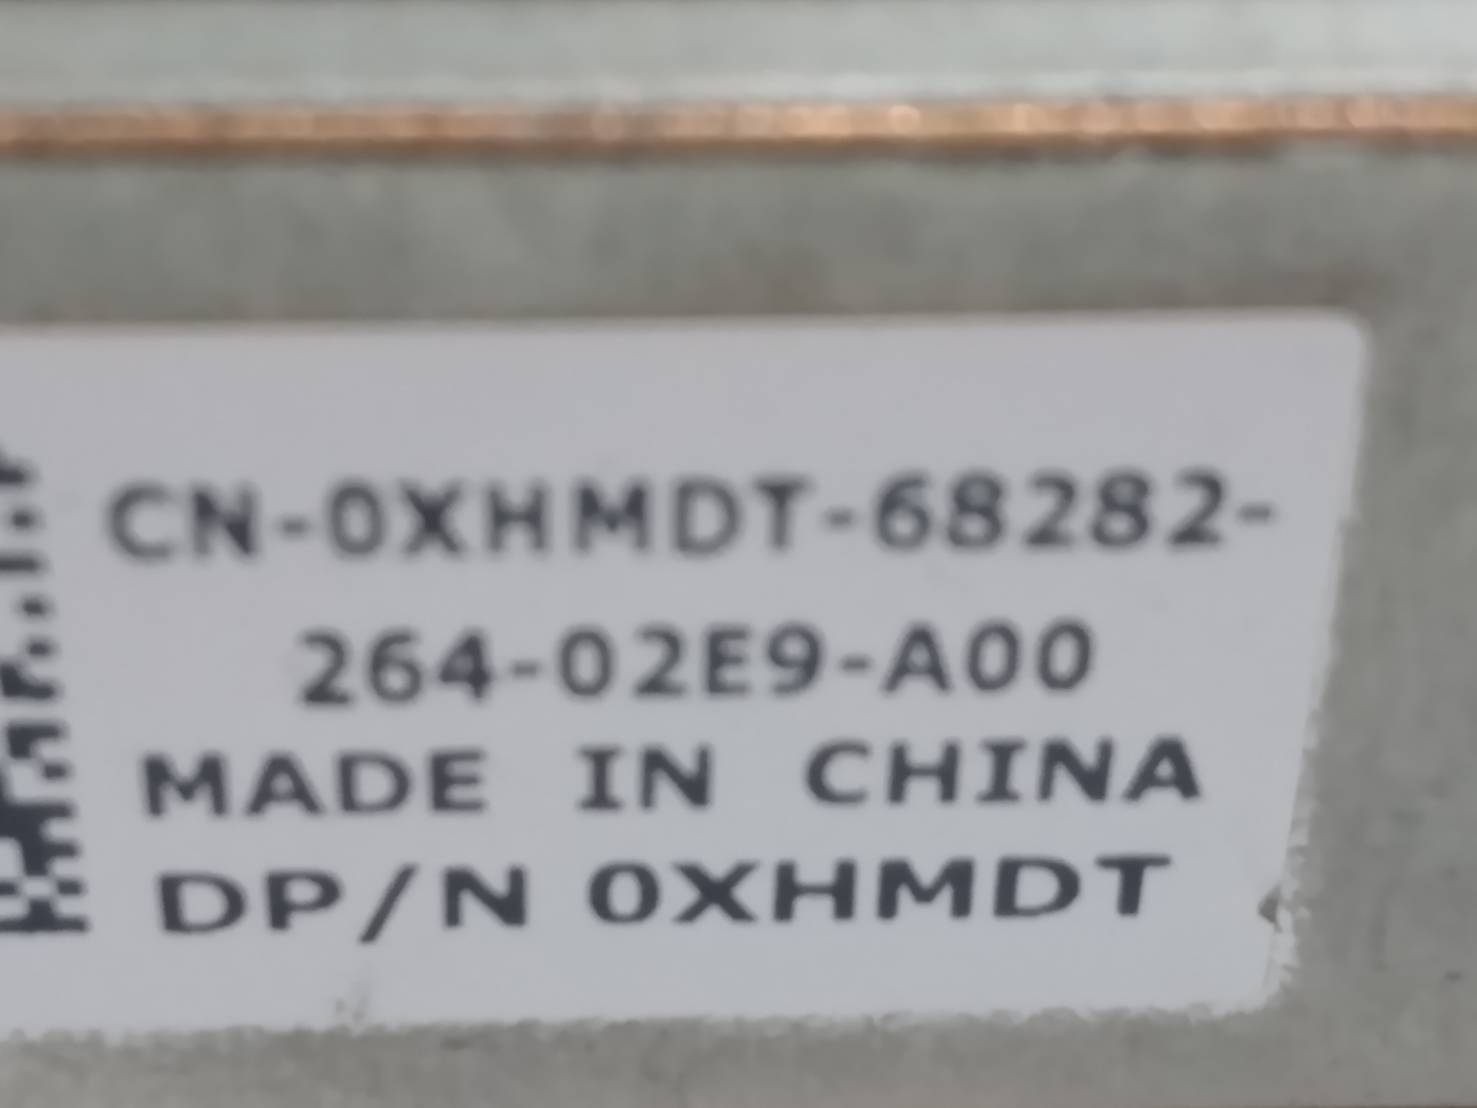 CN-0XHMDT-68282-
264-02E9-A00
MADE IN CHINA
DP/N 0XHMDT